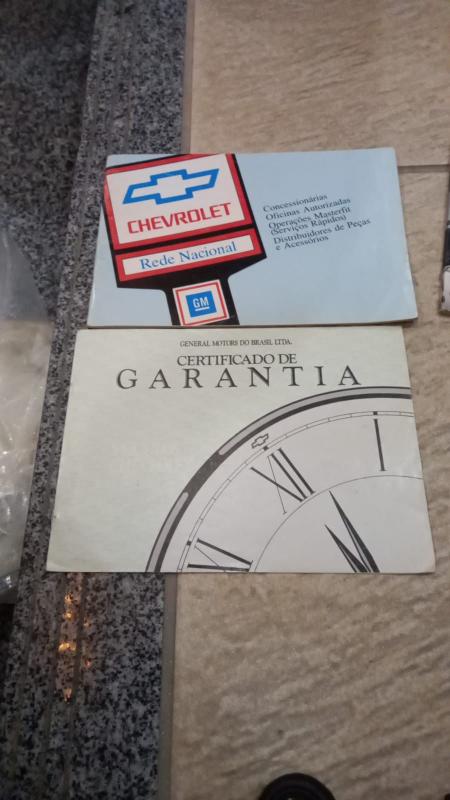 CHEVROLET
Rede Nacional
GM
Concessionárias
Oficinas Autorizadas
Operações Masterfit
(Serviços Rápidos)
Distribuidores de Peças
e Acessórios
GENERAL MOTORS DO BRASIL LTDA.
CERTIFICADO DE
GARANTIA
I